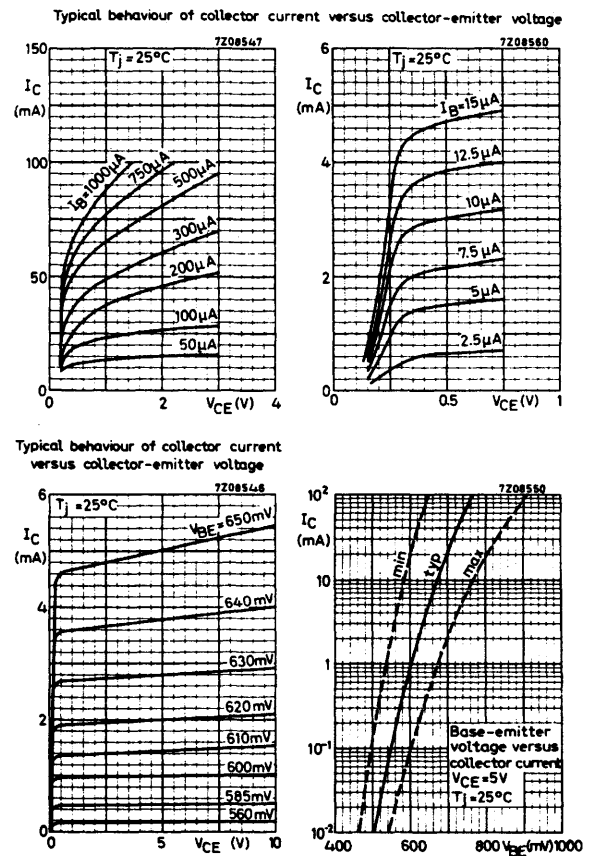 Typical behaviour of collector current versus collector-emitter voltage
7Z08547
150
Tj = 25°C
IC
(mA)
100
IB=1000µA
750µA
500µA
300µA
200µA
50
100µA
50µA
0
0
2
VCE (V)
4
7Z08560
6
Tj = 25°C
IC
(mA)
IB=15µA
4
12.5µA
10µA
7.5µA
2
5µA
2.5µA
0
0
0.5
VCE (V)
1
Typical behaviour of collector current
versus collector-emitter voltage
7Z08546
6
Tj = 25°C
IC
(mA)
VBE=650mV
4
640mV
630mV
2
620mV
610mV
600mV
585mV
560mV
0
0
5
VCE (V)
10
7Z08550
10²
IC
(mA)
min
typ
max
10
1
10⁻¹
Base-emitter
voltage versus
collector current
VCE = 5V
Tj = 25°C
10⁻²
400
600
800
VBE(mV)
1000